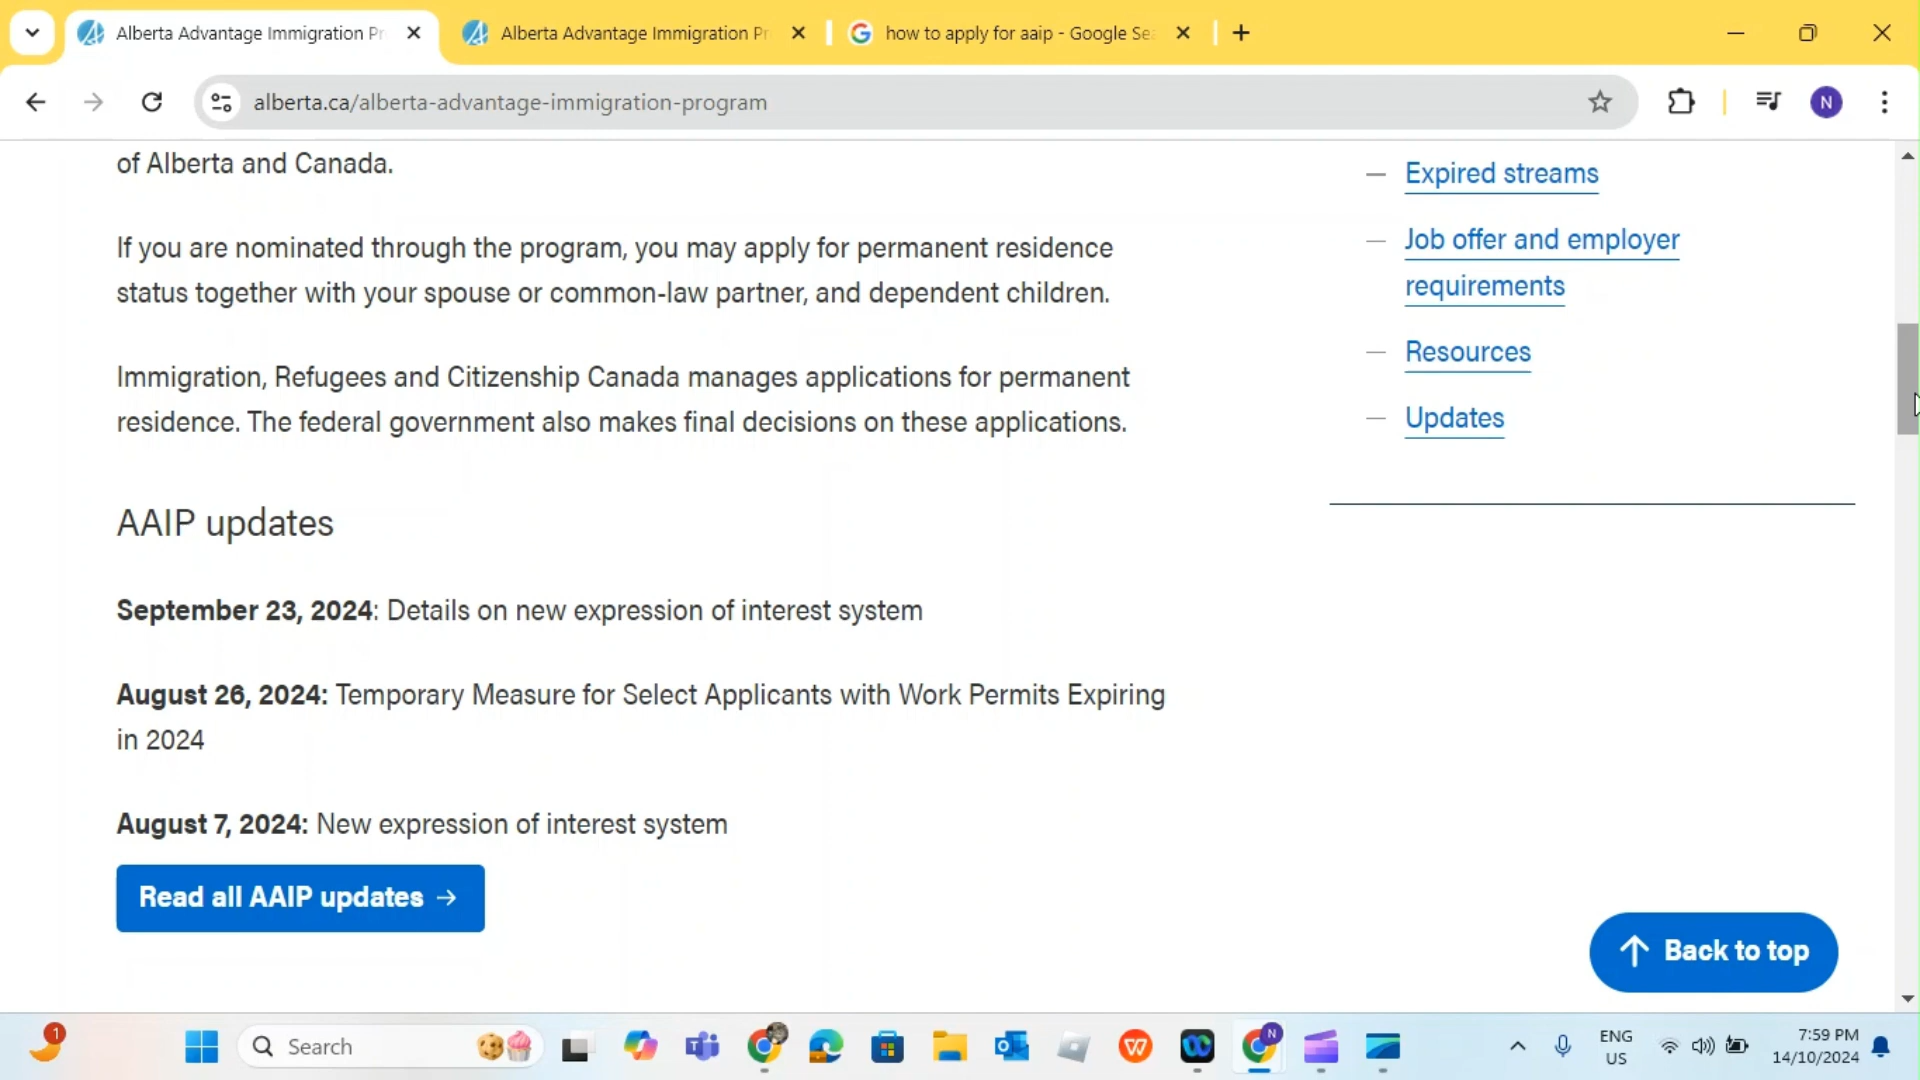 Alberta Advantage Immigration Pr
Alberta Advantage Immigration Pr
how to apply for aaip - Google Sea
alberta.ca/alberta-advantage-immigration-program
N
of Alberta and Canada.
If you are nominated through the program, you may apply for permanent residence
status together with your spouse or common-law partner, and dependent children.
Immigration, Refugees and Citizenship Canada manages applications for permanent
residence. The federal government also makes final decisions on these applications.
AAIP updates
September 23, 2024: Details on new expression of interest system
August 26, 2024: Temporary Measure for Select Applicants with Work Permits Expiring
in 2024
August 7, 2024: New expression of interest system
Read all AAIP updates →
— Expired streams
— Job offer and employer
requirements
— Resources
— Updates
Back to top
1
Search
N
ENG
US
7:59 PM
14/10/2024